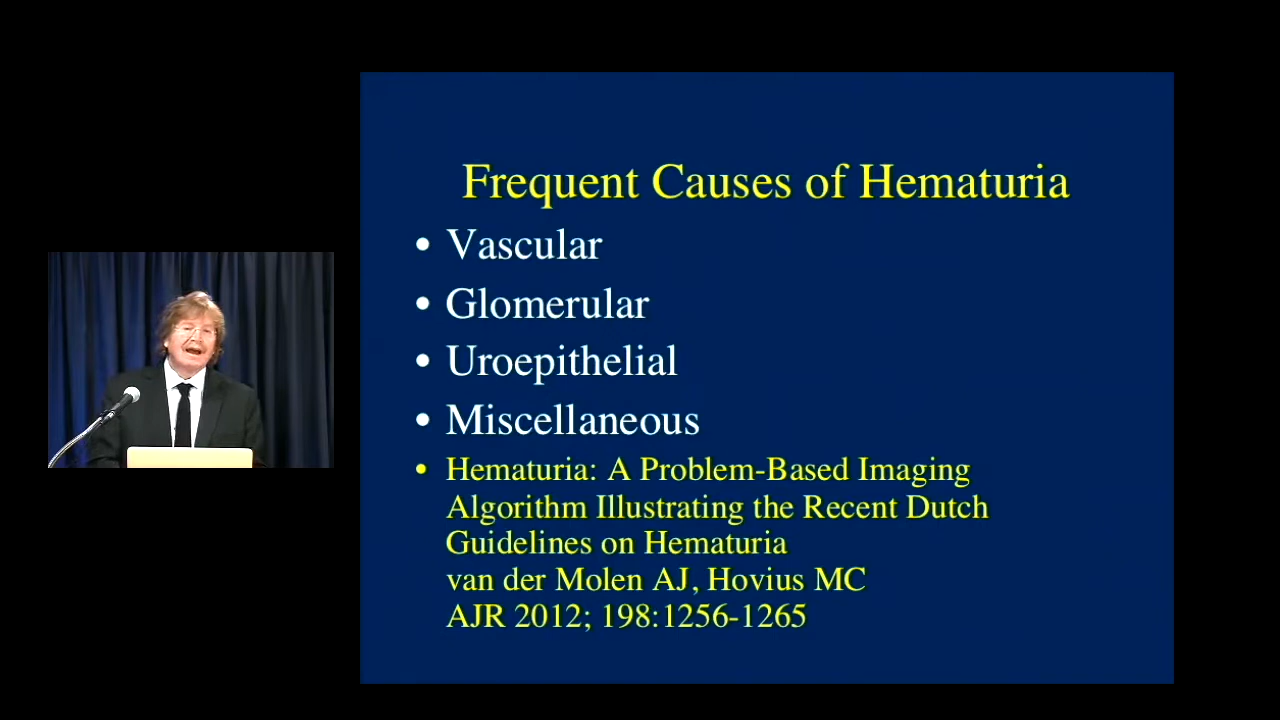 Frequent Causes of Hematuria
• Vascular
• Glomerular
• Uroepithelial
• Miscellaneous
• Hematuria: A Problem-Based Imaging
Algorithm Illustrating the Recent Dutch
Guidelines on Hematuria
van der Molen AJ, Hovius MC
AJR 2012; 198:1256-1265